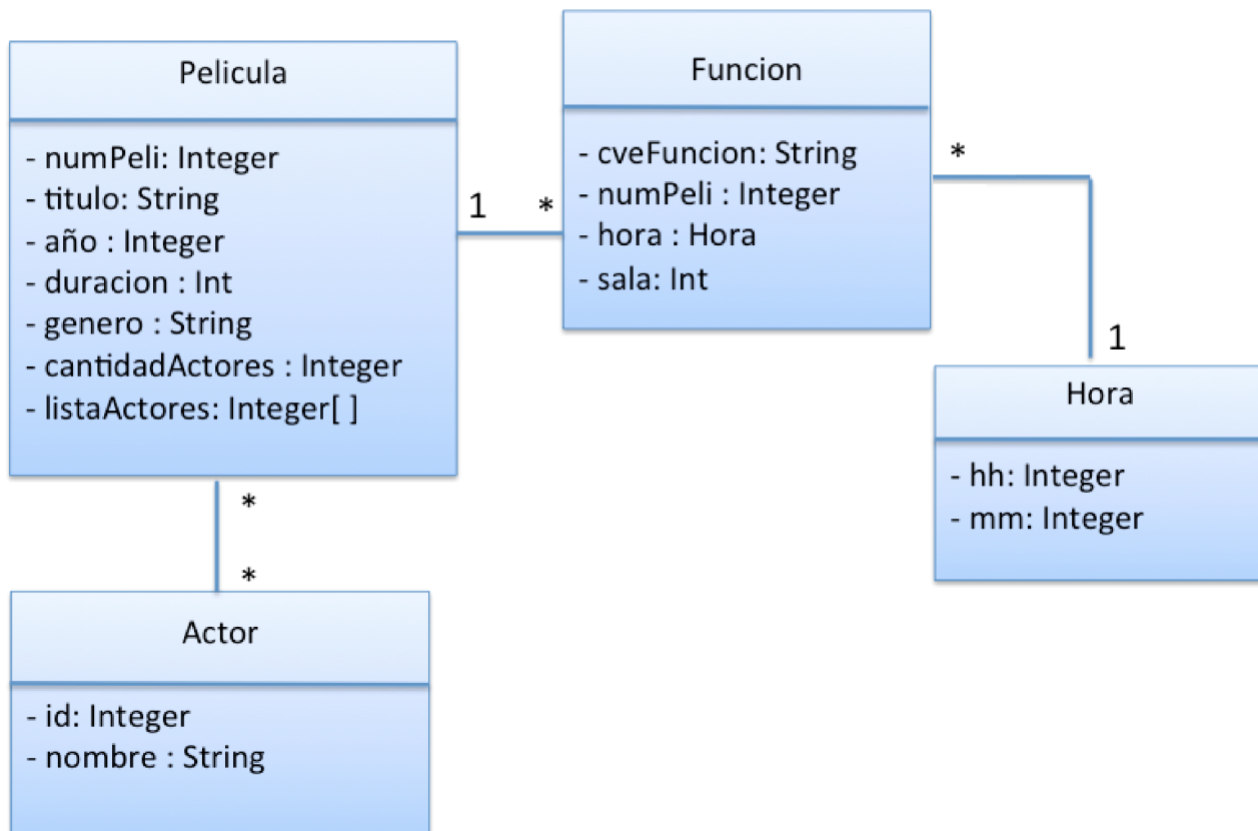 Pelicula
- numPeli: Integer
- titulo: String
- año : Integer
- duracion : Int
- genero : String
- cantidadActores : Integer
- listaActores: Integer[ ]
1
*
Funcion
- cveFuncion: String
- numPeli : Integer
- hora : Hora
- sala: Int
*
1
Hora
- hh: Integer
- mm: Integer
*
*
Actor
- id: Integer
- nombre : String